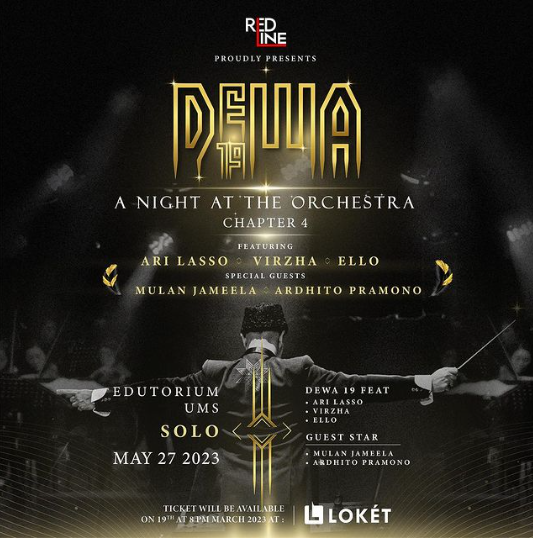 RED
LINE
PROUDLY PRESENTS
DEWA
19
A NIGHT AT THE ORCHESTRA
CHAPTER 4
FEATURING
ARI LASSO ◇ VIRZHA ◇ ELLO
SPECIAL GUESTS
MULAN JAMEELA ◇ ARDHITO PRAMONO
EDUTORIUM
UMS
SOLO
MAY 27 2023
DEWA 19 FEAT
• ARI LASSO
• VIRZHA
• ELLO
GUEST STAR
• MULAN JAMEELA
• ARDHITO PRAMONO
TICKET WILL BE AVAILABLE
ON 19TH AT 8 PM MARCH 2023 AT :
LOKÉT